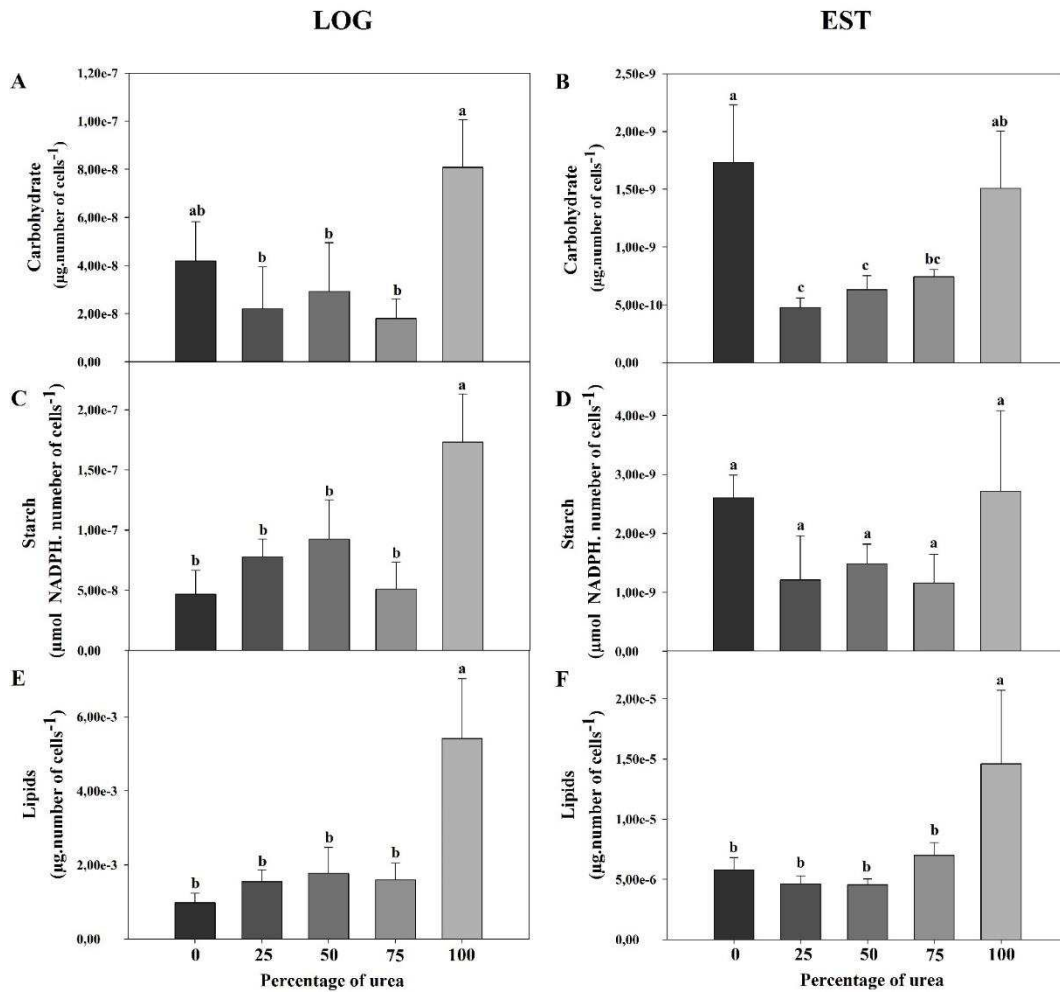 LOG
EST
A
Carbohydrate
(µg.number of cells-1)
1,20e-7
1,00e-7
8,00e-8
6,00e-8
4,00e-8
2,00e-8
0,00
ab
b
b
b
a
B
Carbohydrate
(µg.number of cells-1)
2,50e-9
2,00e-9
1,50e-9
1,00e-9
5,00e-10
0,00
a
c
c
bc
ab
C
Starch
(µmol NADPH. numeber of cells-1)
2,00e-7
1,50e-7
1,00e-7
5,00e-8
0,00
b
b
b
b
a
D
Starch
(µmol NADPH. numeber of cells-1)
4,00e-9
3,00e-9
2,00e-9
1,00e-9
0,00
a
a
a
a
a
E
Lipids
(µg.number of cells-1)
6,00e-3
4,00e-3
2,00e-3
0,00
b
b
b
b
a
0 25 50 75 100
Percentage of urea
F
Lipids
(µg.number of cells-1)
2,00e-5
1,50e-5
1,00e-5
5,00e-6
0,00
b
b
b
b
a
0 25 50 75 100
Percentage of urea